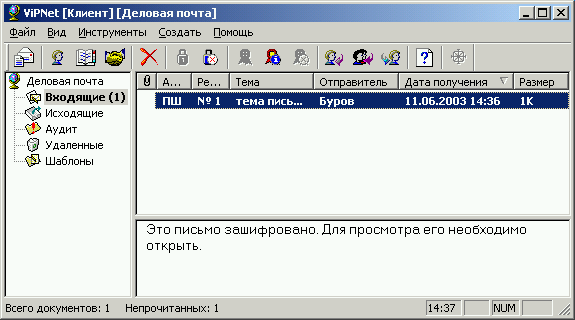 ViPNet [Клиент] [Деловая почта]
Файл Вид Инструменты Создать Помощь
Деловая почта
Входящие (1)
Исходящие
Аудит
Удаленные
Шаблоны
А... Ре... Тема Отправитель Дата получения Размер
ПШ № 1 тема пись... Буров 11.06.2003 14:36 1К
Это письмо зашифровано. Для просмотра его необходимо
открыть.
Всего документов: 1 Непрочитанных: 1 14:37 NUM